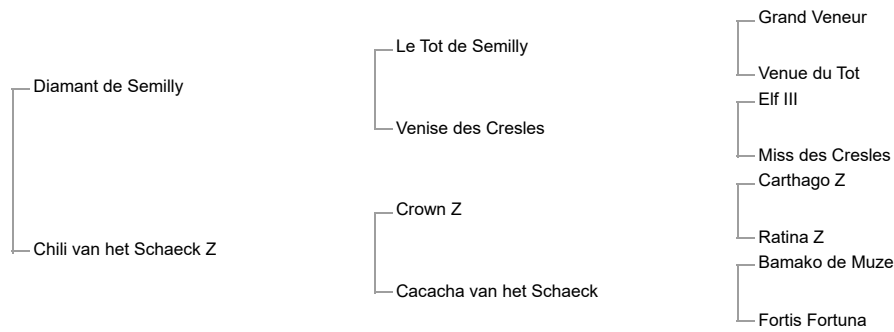 Grand Veneur
Le Tot de Semilly
Venue du Tot
Diamant de Semilly
Elf III
Venise des Cresles
Miss des Cresles
Carthago Z
Crown Z
Ratina Z
Chili van het Schaeck Z
Bamako de Muze
Cacacha van het Schaeck
Fortis Fortuna